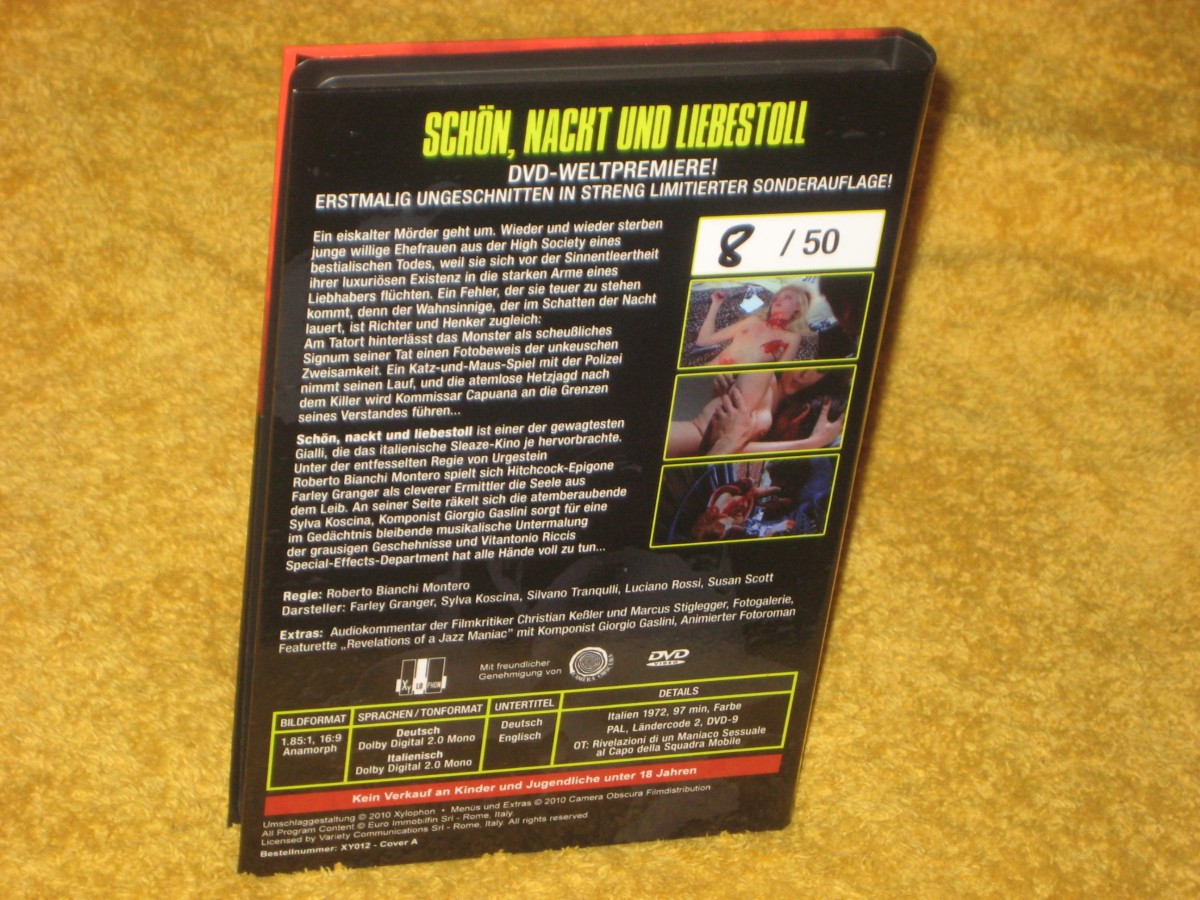 SCHÖN, NACKT UND LIEBESTOLL
DVD-WELTPREMIERE!
ERSTMALIG UNGESCHNITTEN IN STRENG LIMITIERTER SONDERAUFLAGE!
8 / 50
Ein eiskalter Mörder geht um. Wieder und wieder sterben
junge willige Ehefrauen aus der High Society eines
bestialischen Todes, weil sie sich vor der Sinnentleertheit
ihrer luxuriösen Existenz in die starken Arme eines
Liebhabers flüchten. Ein Fehler, der sie teuer zu stehen
kommt, denn der Wahnsinnige, der im Schatten der Nacht
lauert, ist Richter und Henker zugleich:
Am Tatort hinterlässt das Monster als scheußliches
Signum seiner Tat einen Fotobeweis der unkeuschen
Zweisamkeit. Ein Katz-und-Maus-Spiel mit der Polizei
nimmt seinen Lauf, und die atemlose Hetzjagd nach
dem Killer wird Kommissar Capuana an die Grenzen
seines Verstandes führen...
Schön, nackt und liebestoll ist einer der gewagtesten
Gialli, die das italienische Sleaze-Kino je hervorbrachte.
Unter der entfesselten Regie von Urgestein
Roberto Bianchi Montero spielt sich Hitchcock-Epigone
Farley Granger als cleverer Ermittler die Seele aus
dem Leib. An seiner Seite räkelt sich die atemberaubende
Sylva Koscina, Komponist Giorgio Gaslini sorgt für eine
im Gedächtnis bleibende musikalische Untermalung
der grausigen Geschehnisse und Vitantonio Riccis
Special-Effects-Department hat alle Hände voll zu tun...
Regie: Roberto Bianchi Montero
Darsteller: Farley Granger, Sylva Koscina, Silvano Tranqulli, Luciano Rossi, Susan Scott
Extras: Audiokommentar der Filmkritiker Christian Keßler und Marcus Stiglegger, Fotogalerie,
Featurette „Revelations of a Jazz Maniac" mit Komponist Giorgio Gaslini, Animierter Fotoroman
XYLOPHON
Mit freundlicher
Genehmigung von
CAMERA OBSCURA
DVD
VIDEO
BILDFORMAT
1.85:1, 16:9
Anamorph
SPRACHEN / TONFORMAT
Deutsch
Dolby Digital 2.0 Mono
Italienisch
Dolby Digital 2.0 Mono
UNTERTITEL
Deutsch
Englisch
DETAILS
Italien 1972, 97 min, Farbe
PAL, Ländercode 2, DVD-9
OT: Rivelazioni di un Maniaco Sessuale
al Capo della Squadra Mobile
Kein Verkauf an Kinder und Jugendliche unter 18 Jahren
Umschlaggestaltung © 2010 Xylophon • Menüs und Extras © 2010 Camera Obscura Filmdistribution
All Program Content © Euro Immobilfin Srl - Rome, Italy
Licensed by Variety Communications Srl - Rome, Italy. All rights reserved
Bestellnummer: XY012 - Cover A